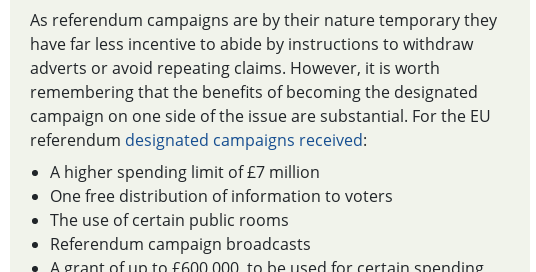 As referendum campaigns are by their nature temporary they
have far less incentive to abide by instructions to withdraw
adverts or avoid repeating claims. However, it is worth
remembering that the benefits of becoming the designated
campaign on one side of the issue are substantial. For the EU
referendum designated campaigns received:
• A higher spending limit of £7 million
• One free distribution of information to voters
• The use of certain public rooms
• Referendum campaign broadcasts
• A grant of up to £600,000, to be used for certain spending